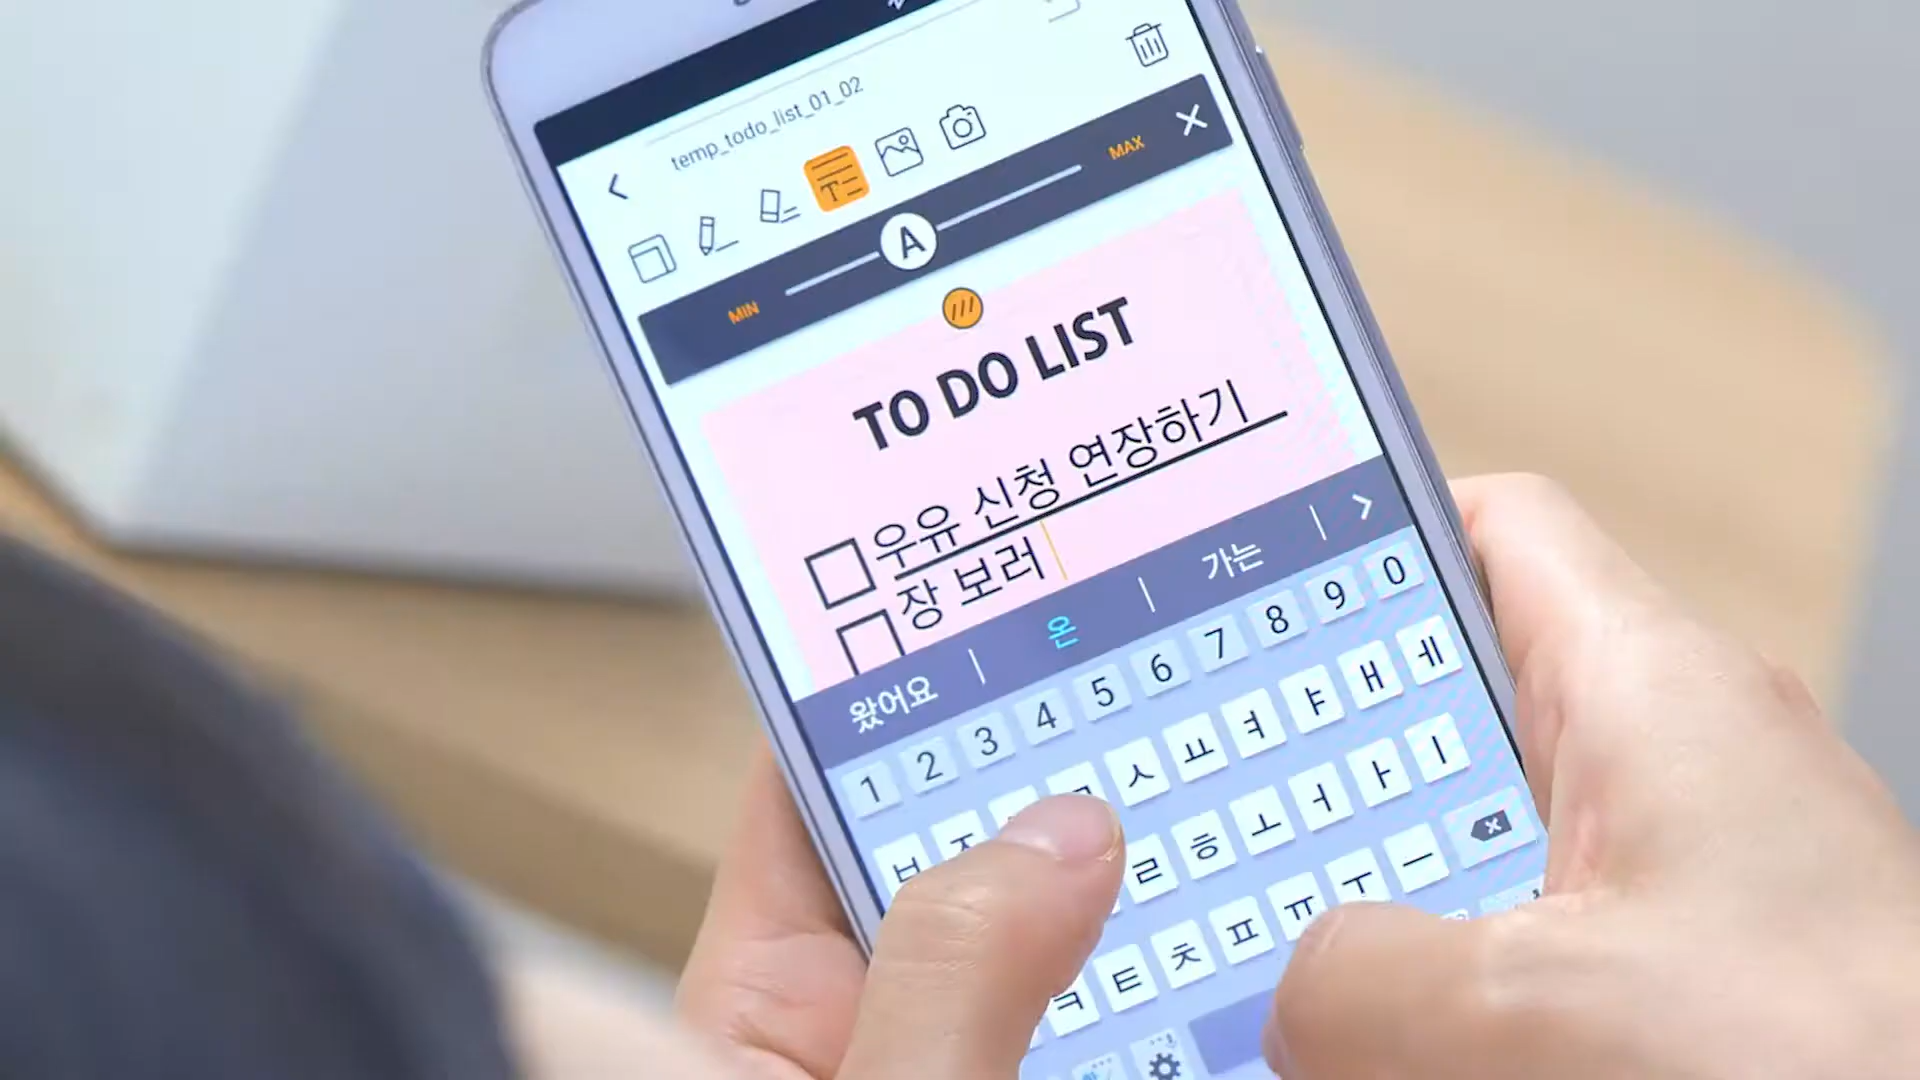 temp_todo_list_01_02
MIN A MAX
TO DO LIST
우유 신청 연장하기
장 보러
왔어요 온 가는
1 2 3 4 5 6 7 8 9 0
ㅂ ㅈ ㅅ ㅛ ㅕ ㅑ ㅐ ㅔ
ㄹ ㅎ ㅗ ㅓ ㅏ ㅣ
ㅋ ㅌ ㅊ ㅍ ㅠ ㅜ ㅡ